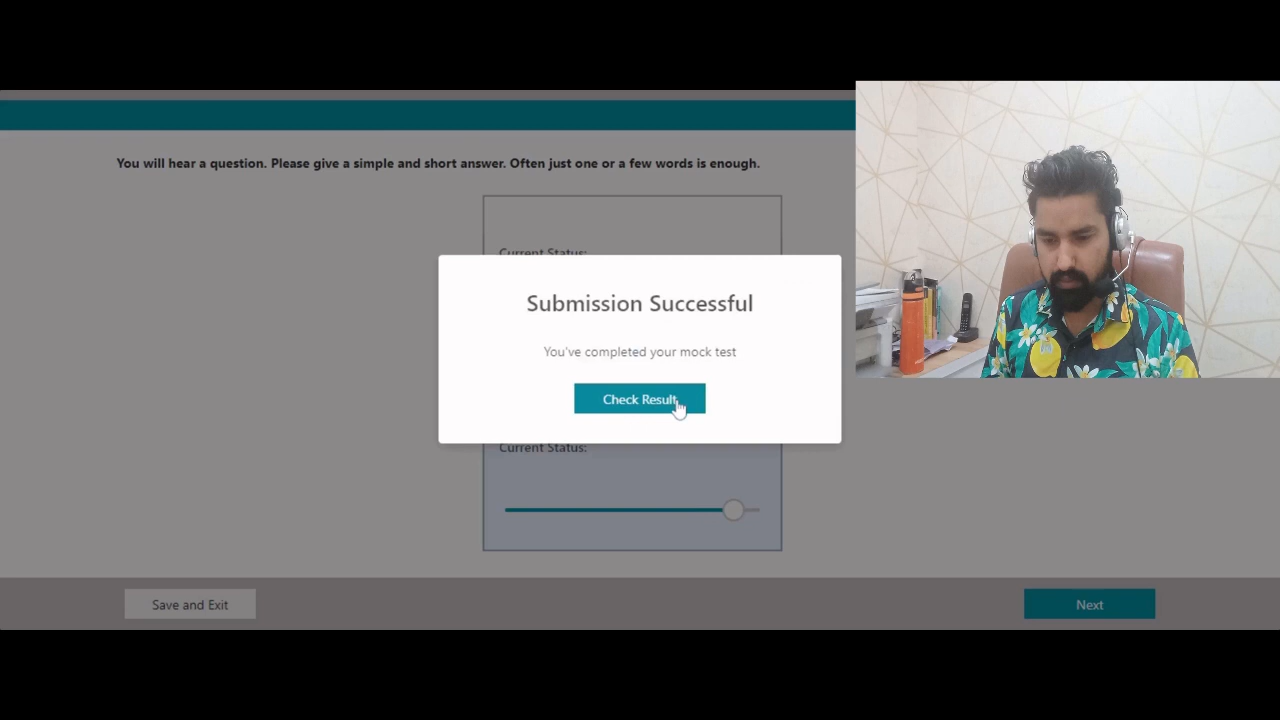 You will hear a question. Please give a simple and short answer. Often just one or a few words is enough.
Current Status:
Submission Successful
You've completed your mock test
Check Result
Current Status:
Save and Exit
Next